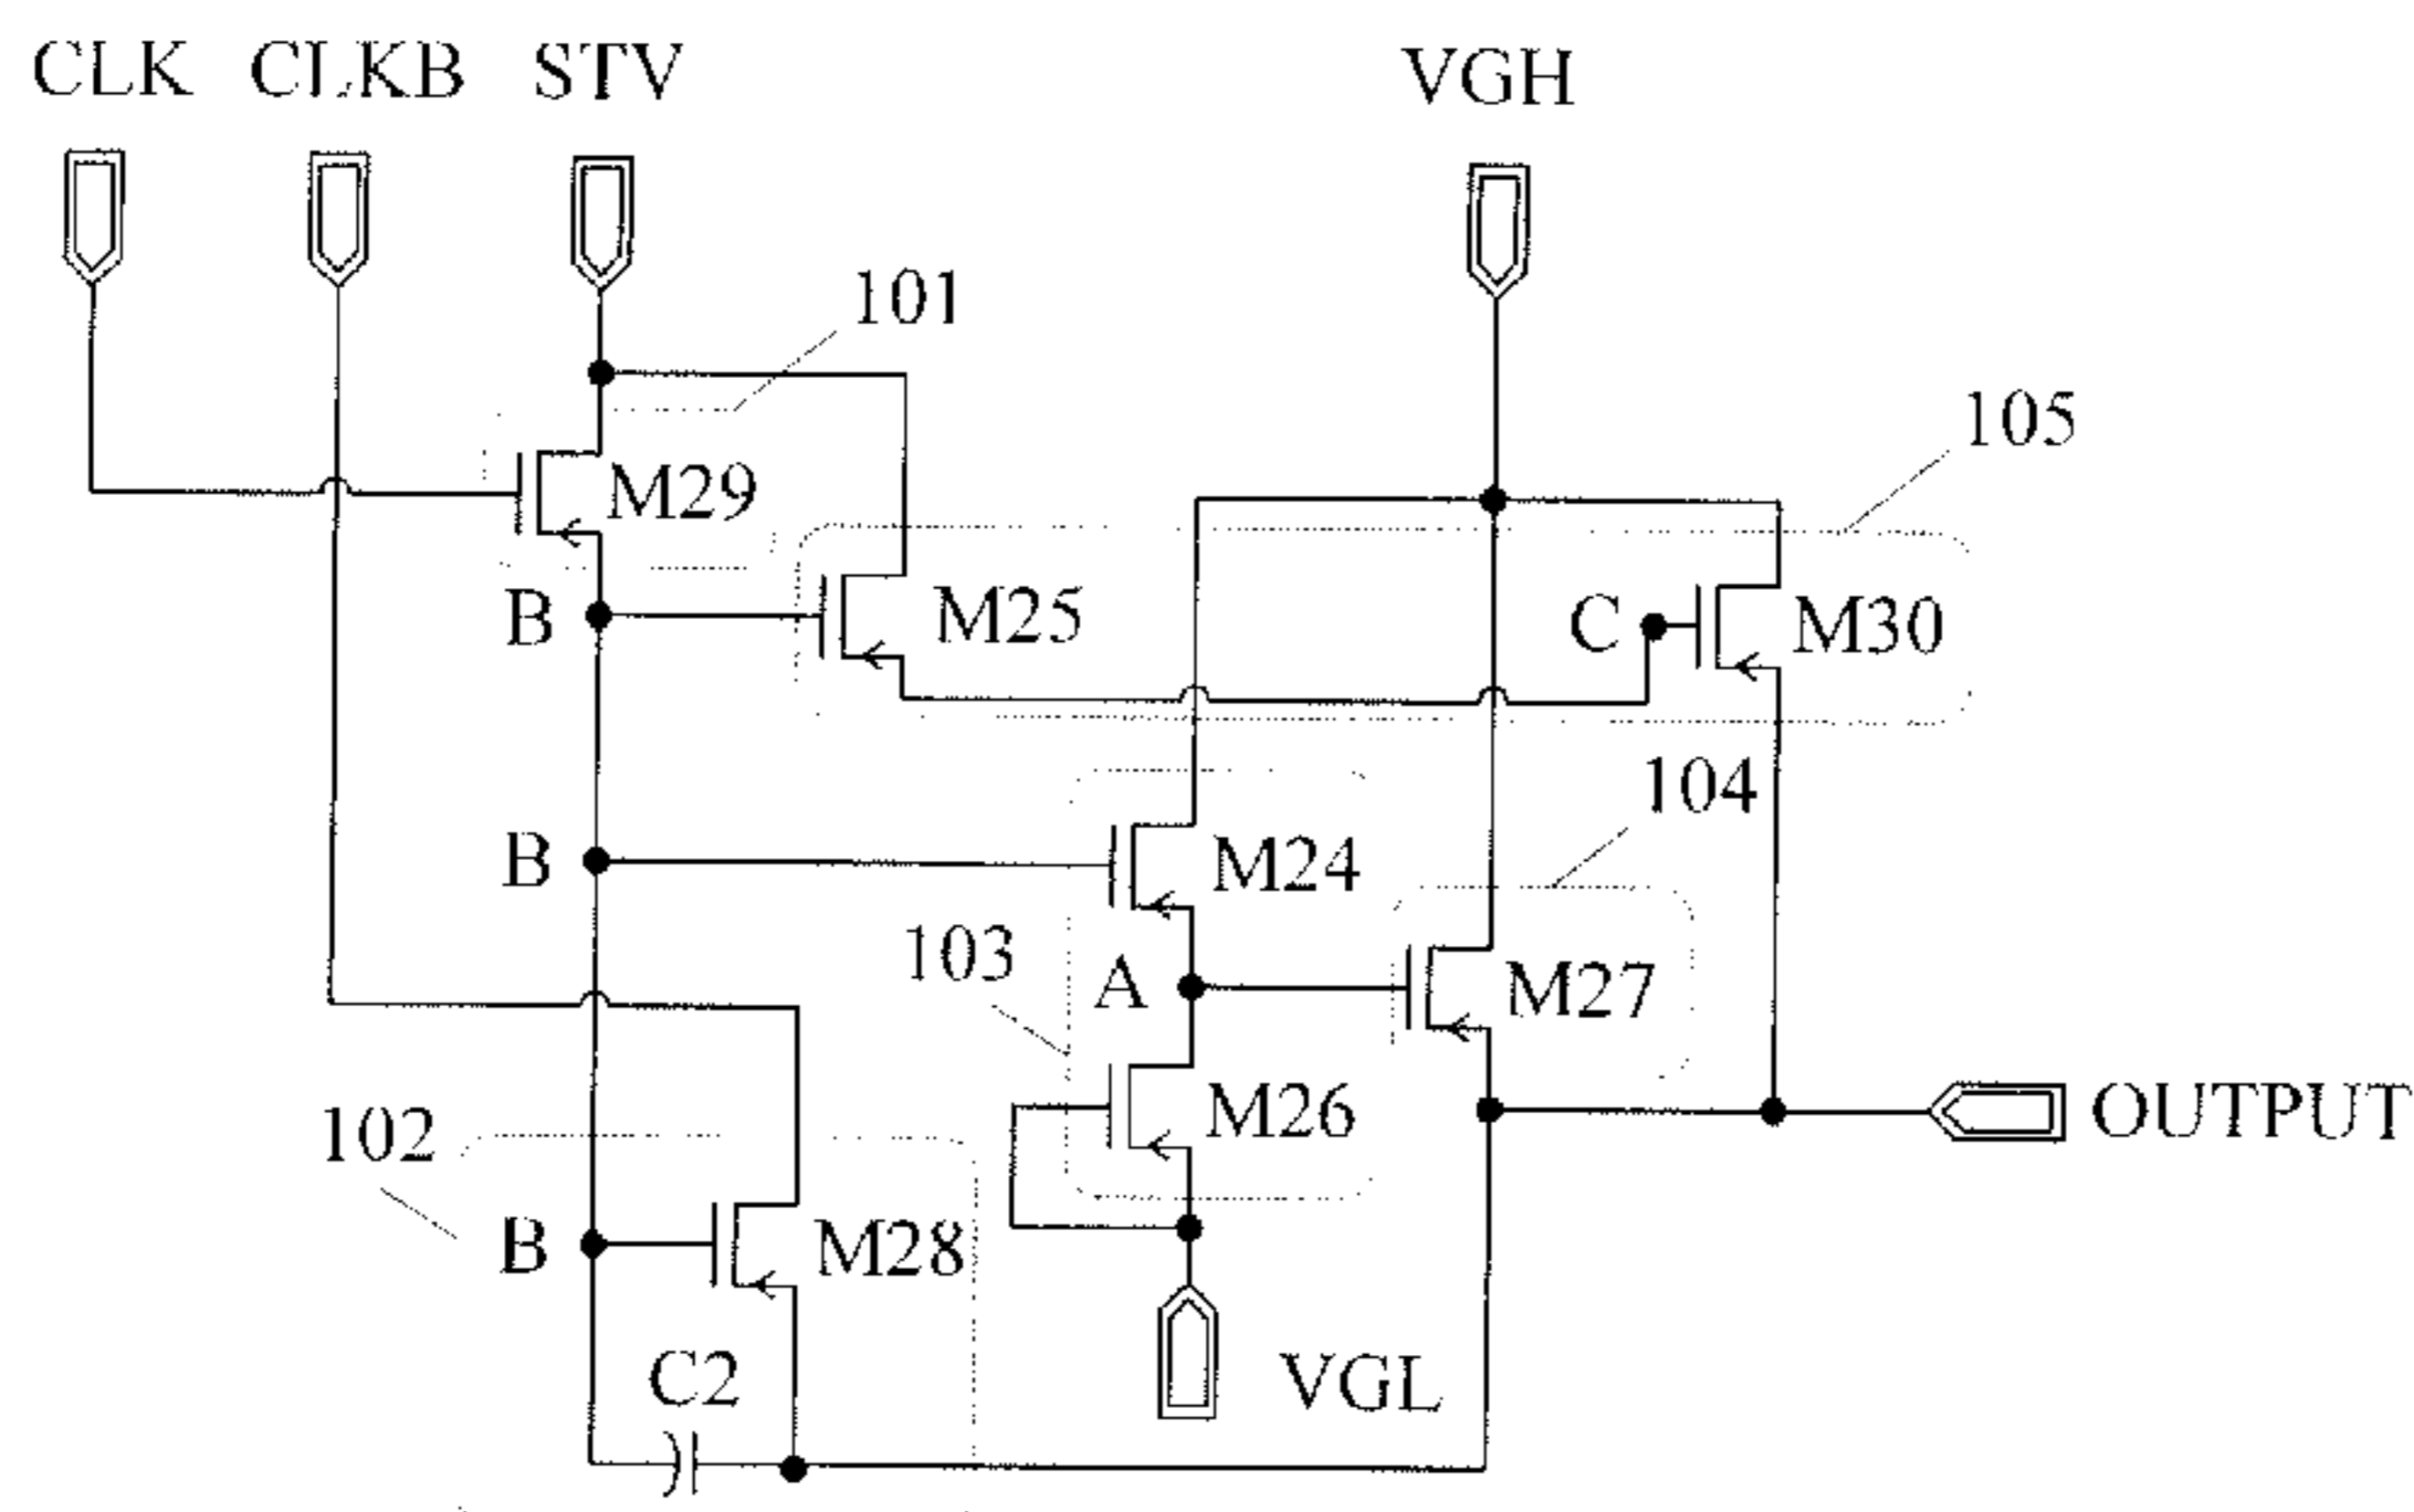 CLK CLKB STV VGH
101
105
M29
B M25 C M30
104
B M24
103 A M27
102 M26 OUTPUT
B M28
C2 VGL